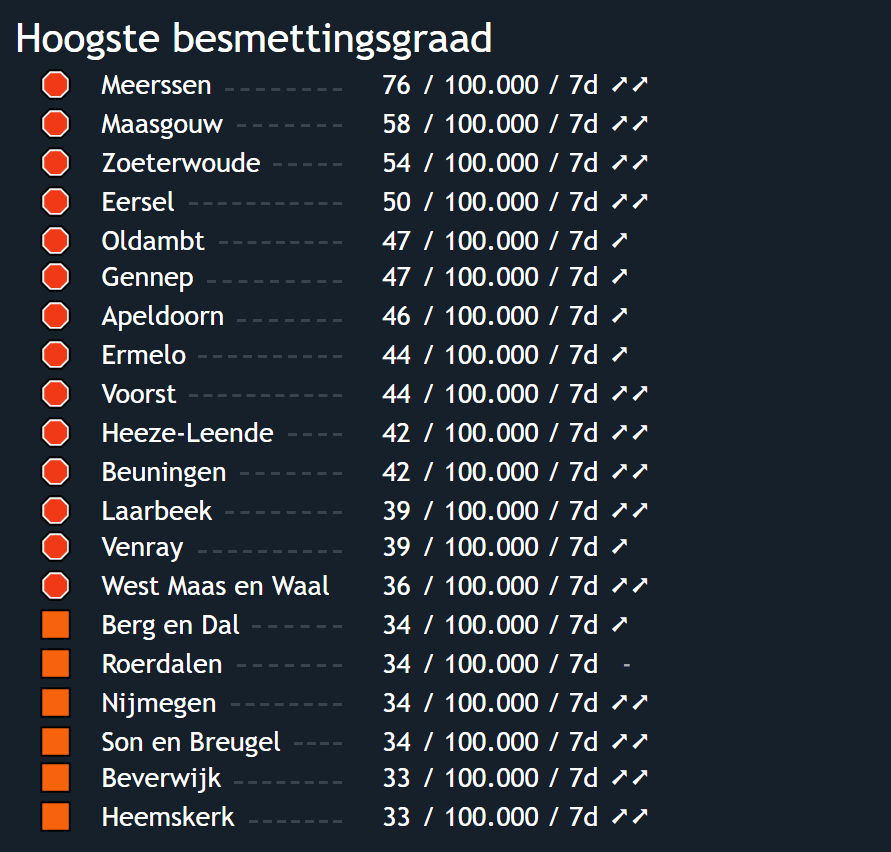 Hoogste besmettingsgraad
Meerssen 76 / 100.000 / 7d ➚➚
Maasgouw 58 / 100.000 / 7d ➚➚
Zoeterwoude 54 / 100.000 / 7d ➚➚
Eersel 50 / 100.000 / 7d ➚➚
Oldambt 47 / 100.000 / 7d ➚
Gennep 47 / 100.000 / 7d ➚
Apeldoorn 46 / 100.000 / 7d ➚
Ermelo 44 / 100.000 / 7d ➚
Voorst 44 / 100.000 / 7d ➚➚
Heeze-Leende 42 / 100.000 / 7d ➚➚
Beuningen 42 / 100.000 / 7d ➚➚
Laarbeek 39 / 100.000 / 7d ➚➚
Venray 39 / 100.000 / 7d ➚
West Maas en Waal 36 / 100.000 / 7d ➚➚
Berg en Dal 34 / 100.000 / 7d ➚
Roerdalen 34 / 100.000 / 7d -
Nijmegen 34 / 100.000 / 7d ➚➚
Son en Breugel 34 / 100.000 / 7d ➚➚
Beverwijk 33 / 100.000 / 7d ➚➚
Heemskerk 33 / 100.000 / 7d ➚➚